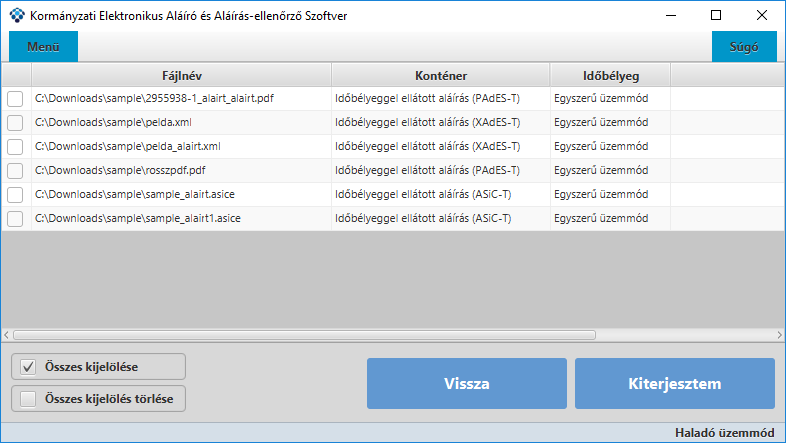 Kormányzati Elektronikus Aláíró és Aláírás-ellenőrző Szoftver
Menü Súgó
Fájlnév Konténer Időbélyeg
C:\Downloads\sample\2955938-1_alairt_alairt.pdf Időbélyeggel ellátott aláírás (PAdES-T) Egyszerű üzemmód
C:\Downloads\sample\pelda.xml Időbélyeggel ellátott aláírás (XAdES-T) Egyszerű üzemmód
C:\Downloads\sample\pelda_alairt.xml Időbélyeggel ellátott aláírás (XAdES-T) Egyszerű üzemmód
C:\Downloads\sample\rosszpdf.pdf Időbélyeggel ellátott aláírás (PAdES-T) Egyszerű üzemmód
C:\Downloads\sample\sample_alairt.asice Időbélyeggel ellátott aláírás (ASiC-T) Egyszerű üzemmód
C:\Downloads\sample\sample_alairt1.asice Időbélyeggel ellátott aláírás (ASiC-T) Egyszerű üzemmód
Összes kijelölése
Összes kijelölés törlése
Vissza Kiterjesztem
Haladó üzemmód